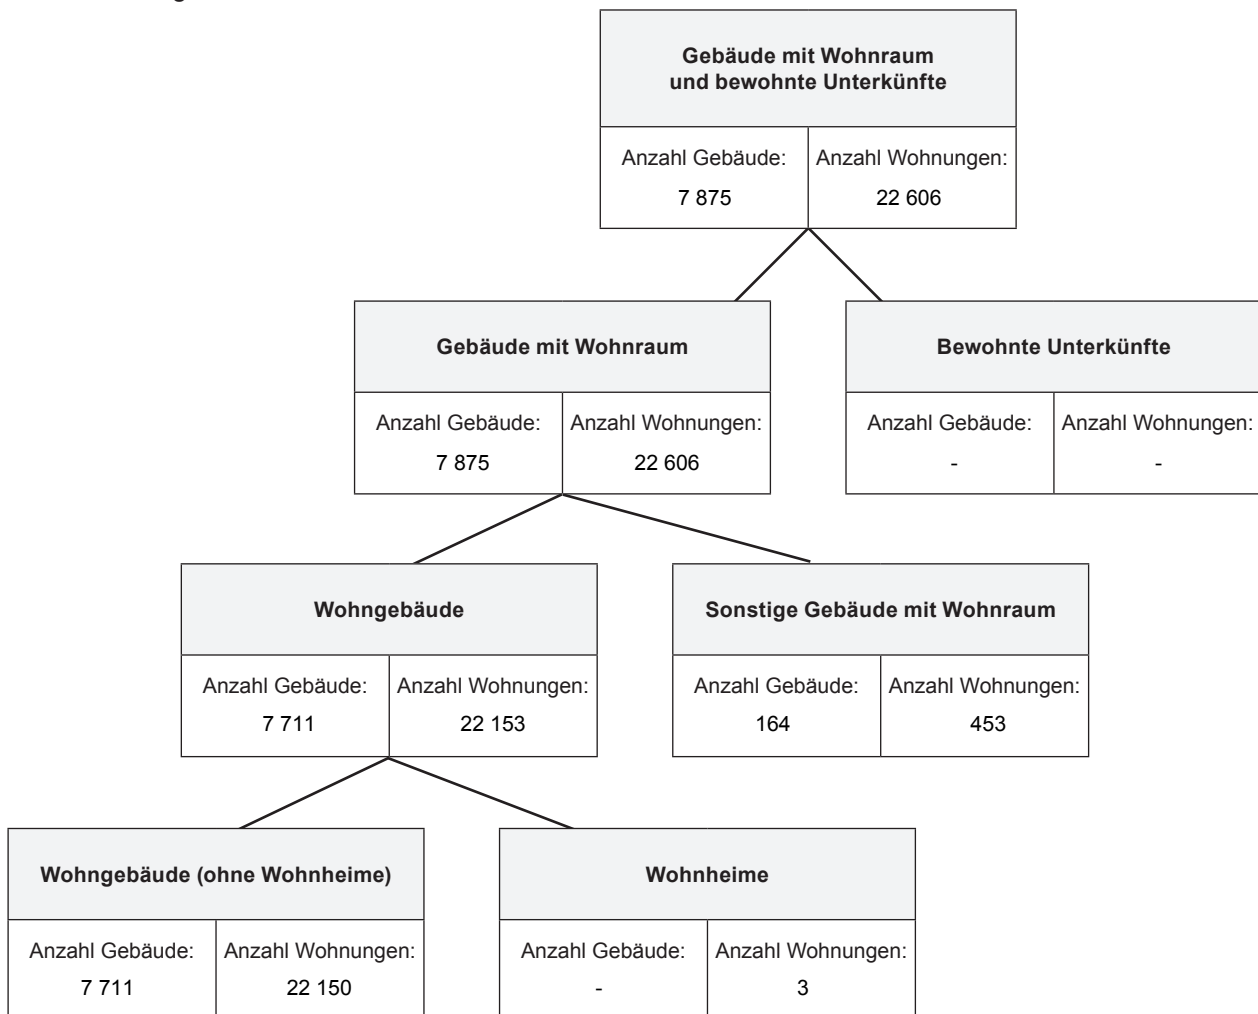 Gebäude mit Wohnraum
und bewohnte Unterkünfte
Anzahl Gebäude: Anzahl Wohnungen:
7 875 22 606
Gebäude mit Wohnraum
Anzahl Gebäude: Anzahl Wohnungen:
7 875 22 606
Bewohnte Unterkünfte
Anzahl Gebäude: Anzahl Wohnungen:
- -
Wohngebäude
Anzahl Gebäude: Anzahl Wohnungen:
7 711 22 153
Sonstige Gebäude mit Wohnraum
Anzahl Gebäude: Anzahl Wohnungen:
164 453
Wohngebäude (ohne Wohnheime)
Anzahl Gebäude: Anzahl Wohnungen:
7 711 22 150
Wohnheime
Anzahl Gebäude: Anzahl Wohnungen:
- 3